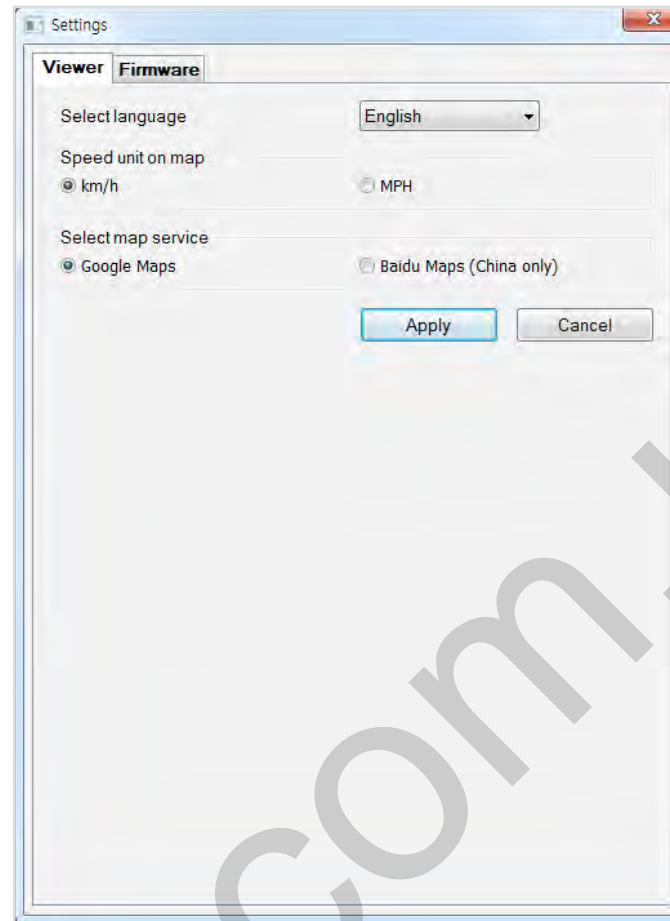 Settings
Viewer Firmware
Select language English
Speed unit on map
km/h MPH
Select map service
Google Maps Baidu Maps (China only)
Apply Cancel
com.